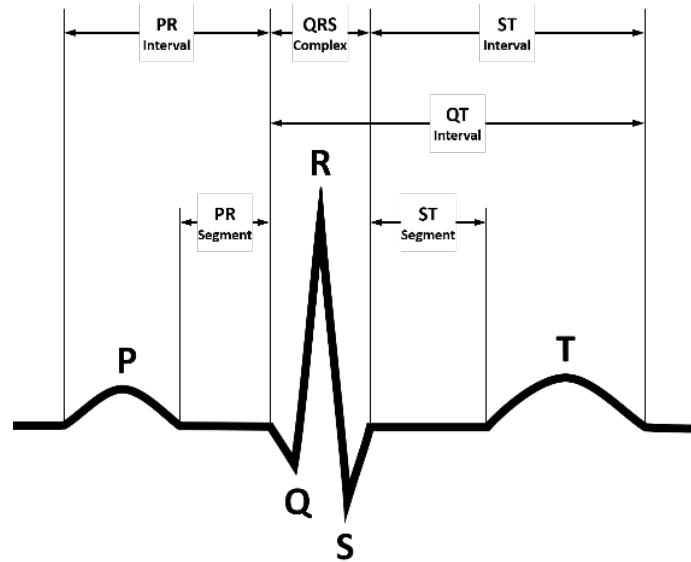 PR
Interval
QRS
Complex
ST
Interval
QT
Interval
R
PR
Segment
ST
Segment
P
T
Q
S